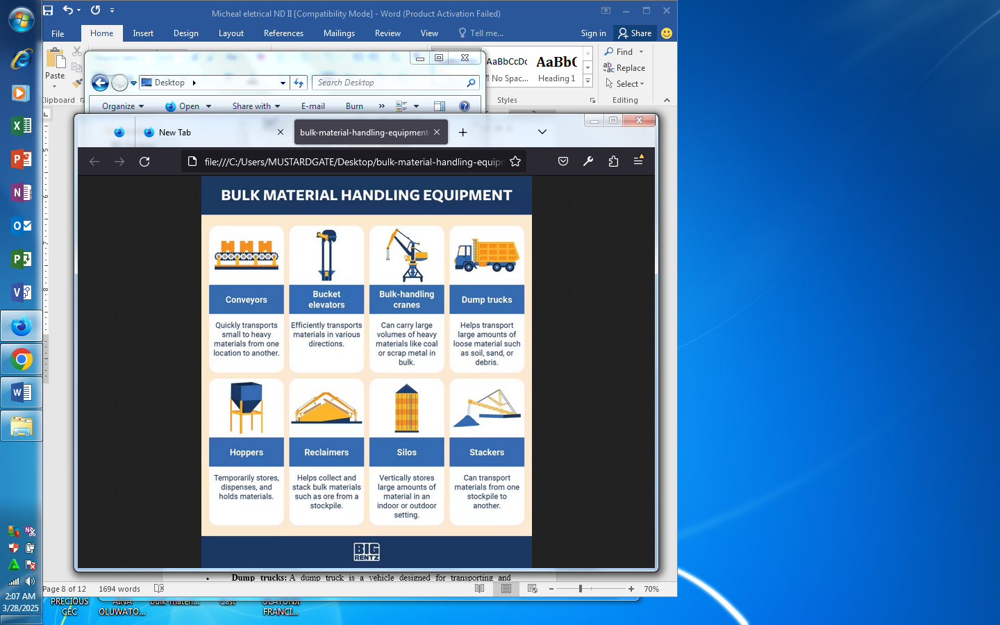 Micheal eletrical ND II [Compatibility Mode] - Word (Product Activation Failed)
File Home Insert Design Layout References Mailings Review View Tell me... Sign in Share
Paste
Clipboard
AaBbCcDc AaBbC
¶ No Spac... Heading 1
Styles
Find
Replace
Select
Editing
Desktop Search Desktop
Organize Open Share with E-mail Burn »
New Tab bulk-material-handling-equipment-
file:///C:/Users/MUSTARDGATE/Desktop/bulk-material-handling-equip
BULK MATERIAL HANDLING EQUIPMENT
Conveyors
Quickly transports
small to heavy
materials from one
location to another.
Bucket
elevators
Efficiently transports
materials in various
directions.
Bulk-handling
cranes
Can carry large
volumes of heavy
materials like coal
or scrap metal in
bulk.
Dump trucks
Helps transport
large amounts of
loose material such
as soil, sand, or
debris.
Hoppers
Temporarily stores,
dispenses, and
holds materials.
Reclaimers
Helps collect and
stack bulk materials
such as ore from a
stockpile.
Silos
Vertically stores
large amounts of
material in an
indoor or outdoor
setting.
Stackers
Can transport
materials from one
stockpile to
another.
BIG
RENTZ
• Dump trucks: A dump truck is a vehicle designed for transporting and
Page 8 of 12 1694 words 70%
2:07 AM
3/28/2025
PRECIOUS
CEC
AINA
OLUWATO...
bulk-materi...
Cast
OLATUNJI
FRANCI...